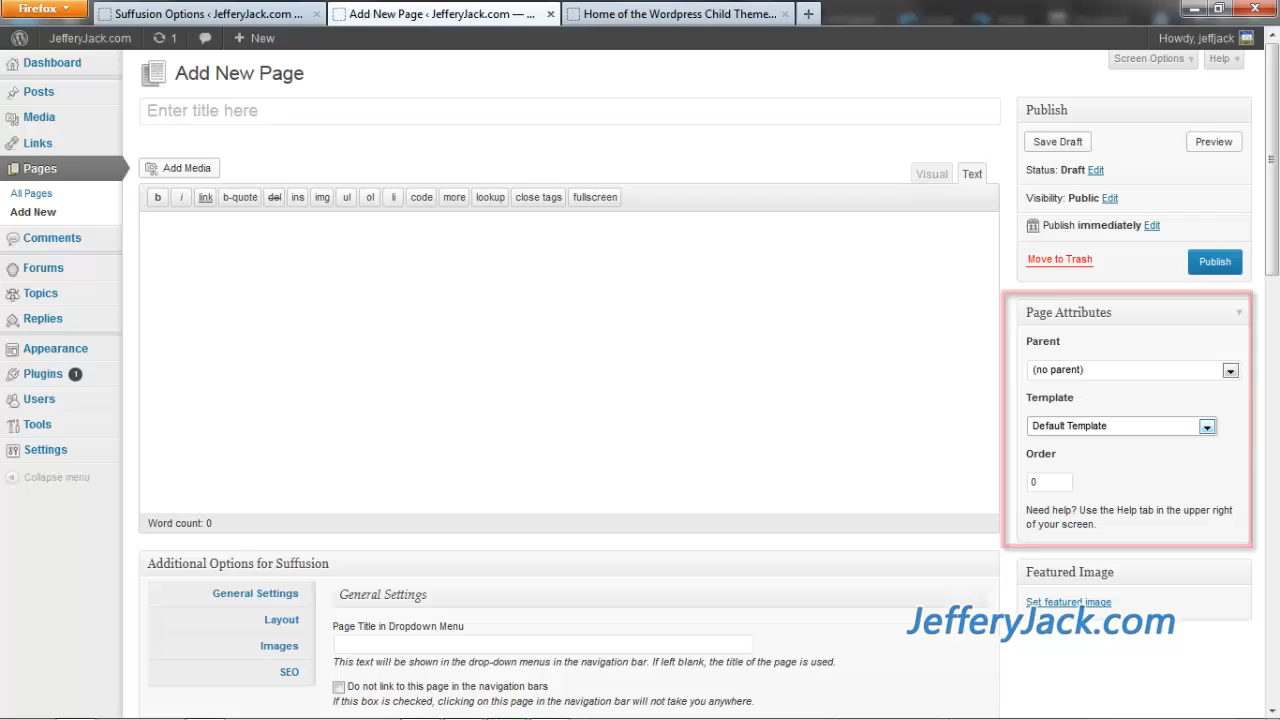 Firefox
Suffusion Options ‹ JefferyJack.com ...
Add New Page ‹ JefferyJack.com — ...
Home of the Wordpress Child Theme...
JefferyJack.com
1
New
Howdy, jeffjack
Screen Options
Help
Dashboard
Posts
Media
Links
Pages
All Pages
Add New
Comments
Forums
Topics
Replies
Appearance
Plugins 1
Users
Tools
Settings
Collapse menu
Add New Page
Enter title here
Add Media
Visual
Text
b
i
link
b-quote
del
ins
img
ul
ol
li
code
more
lookup
close tags
fullscreen
Word count: 0
Additional Options for Suffusion
General Settings
Layout
Images
SEO
General Settings
Page Title in Dropdown Menu
This text will be shown in the drop-down menus in the navigation bar. If left blank, the title of the page is used.
Do not link to this page in the navigation bars
If this box is checked, clicking on this page in the navigation bar will not take you anywhere.
Publish
Save Draft
Preview
Status: Draft Edit
Visibility: Public Edit
Publish immediately Edit
Move to Trash
Publish
Page Attributes
Parent
(no parent)
Template
Default Template
Order
0
Need help? Use the Help tab in the upper right
of your screen.
Featured Image
Set featured image
JefferyJack.com